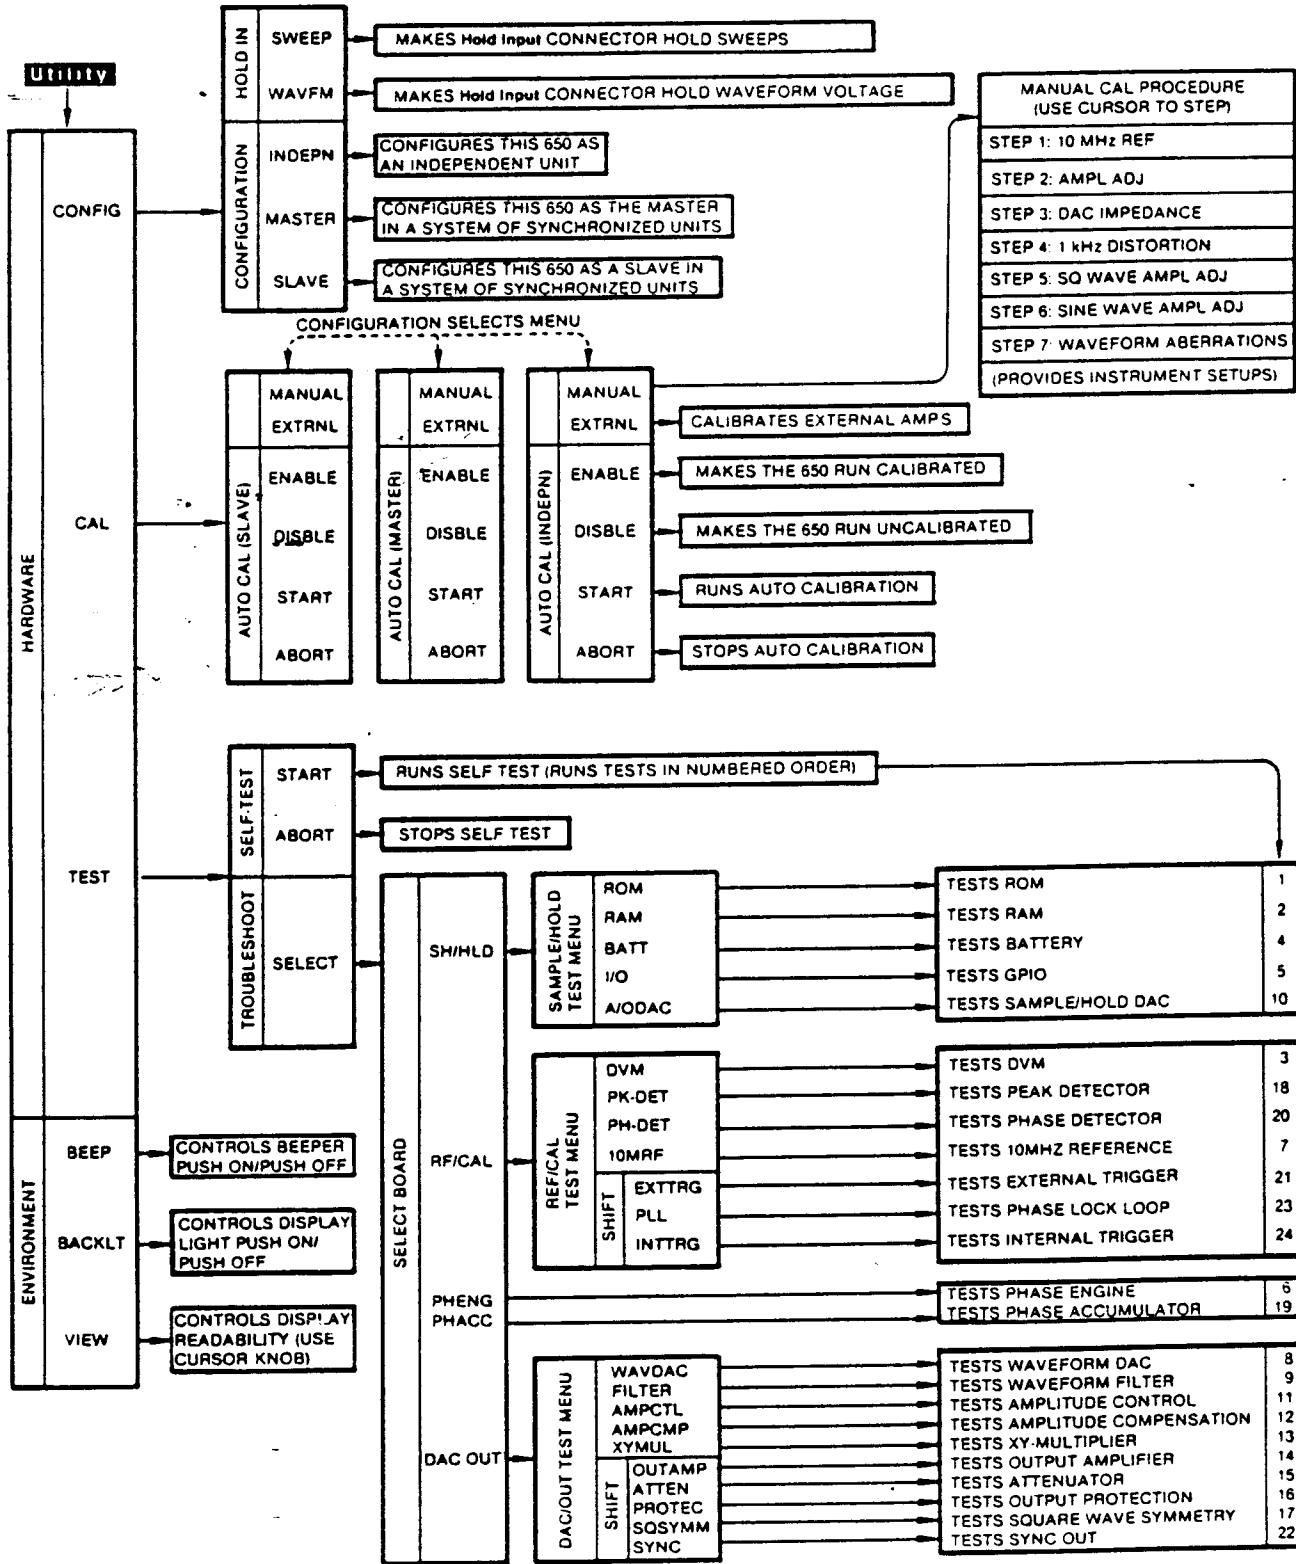 Utility
HARDWARE
CONFIG
CAL
TEST
ENVIRONMENT
BEEP
BACKLT
VIEW
HOLD IN
SWEEP
WAVFM
CONFIGURATION
INDEPN
MASTER
SLAVE
MAKES Hold Input CONNECTOR HOLD SWEEPS
MAKES Hold Input CONNECTOR HOLD WAVEFORM VOLTAGE
CONFIGURES THIS 650 AS
AN INDEPENDENT UNIT
CONFIGURES THIS 650 AS THE MASTER
IN A SYSTEM OF SYNCHRONIZED UNITS
CONFIGURES THIS 650 AS A SLAVE IN
A SYSTEM OF SYNCHRONIZED UNITS
MANUAL CAL PROCEDURE
(USE CURSOR TO STEP)
STEP 1: 10 MHz REF
STEP 2: AMPL ADJ
STEP 3: DAC IMPEDANCE
STEP 4: 1 kHz DISTORTION
STEP 5: SQ WAVE AMPL ADJ
STEP 6: SINE WAVE AMPL ADJ
STEP 7: WAVEFORM ABERRATIONS
(PROVIDES INSTRUMENT SETUPS)
CONFIGURATION SELECTS MENU
AUTO CAL (SLAVE)
MANUAL
EXTRNL
ENABLE
DISBLE
START
ABORT
AUTO CAL (MASTER)
MANUAL
EXTRNL
ENABLE
DISBLE
START
ABORT
AUTO CAL (INDEPN)
MANUAL
EXTRNL
ENABLE
DISBLE
START
ABORT
CALIBRATES EXTERNAL AMPS
MAKES THE 650 RUN CALIBRATED
MAKES THE 650 RUN UNCALIBRATED
RUNS AUTO CALIBRATION
STOPS AUTO CALIBRATION
SELF-TEST
START
ABORT
TROUBLESHOOT
SELECT
RUNS SELF TEST (RUNS TESTS IN NUMBERED ORDER)
STOPS SELF TEST
SELECT BOARD
SH/HLD
RF/CAL
PHENG
PHACC
DAC OUT
SAMPLE/HOLD
TEST MENU
ROM
RAM
BATT
I/O
A/ODAC
TESTS ROM 1
TESTS RAM 2
TESTS BATTERY 4
TESTS GPIO 5
TESTS SAMPLE/HOLD DAC 10
REF/CAL
TEST MENU
DVM
PK-DET
PH-DET
10MRF
SHIFT
EXTTRG
PLL
INTTRG
TESTS DVM 3
TESTS PEAK DETECTOR 18
TESTS PHASE DETECTOR 20
TESTS 10MHZ REFERENCE 7
TESTS EXTERNAL TRIGGER 21
TESTS PHASE LOCK LOOP 23
TESTS INTERNAL TRIGGER 24
TESTS PHASE ENGINE 6
TESTS PHASE ACCUMULATOR 19
DAC/OUT TEST MENU
WAVDAC
FILTER
AMPCTL
AMPCMP
XYMUL
SHIFT
OUTAMP
ATTEN
PROTEC
SQSYMM
SYNC
TESTS WAVEFORM DAC 8
TESTS WAVEFORM FILTER 9
TESTS AMPLITUDE CONTROL 11
TESTS AMPLITUDE COMPENSATION 12
TESTS XY-MULTIPLIER 13
TESTS OUTPUT AMPLIFIER 14
TESTS ATTENUATOR 15
TESTS OUTPUT PROTECTION 16
TESTS SQUARE WAVE SYMMETRY 17
TESTS SYNC OUT 22
CONTROLS BEEPER
PUSH ON/PUSH OFF
CONTROLS DISPLAY
LIGHT PUSH ON/
PUSH OFF
CONTROLS DISPLAY
READABILITY (USE
CURSOR KNOB)